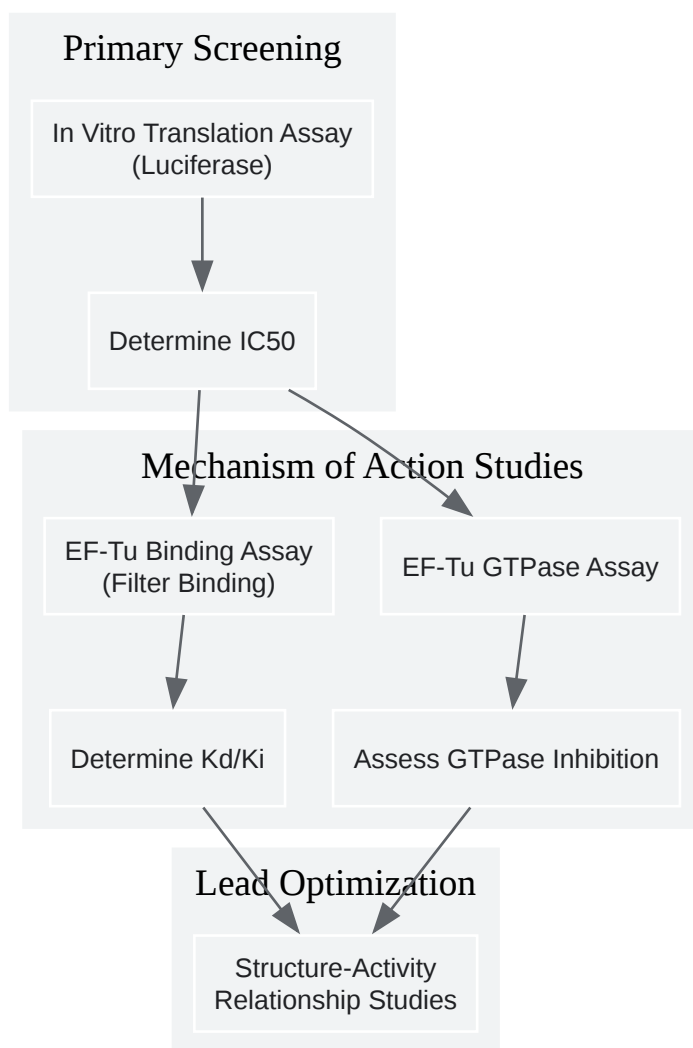 Primary Screening
In Vitro Translation Assay
(Luciferase)
Determine IC50
Mechanism of Action Studies
EF-Tu Binding Assay
(Filter Binding)
EF-Tu GTPase Assay
Determine Kd/Ki
Assess GTPase Inhibition
Lead Optimization
Structure-Activity
Relationship Studies